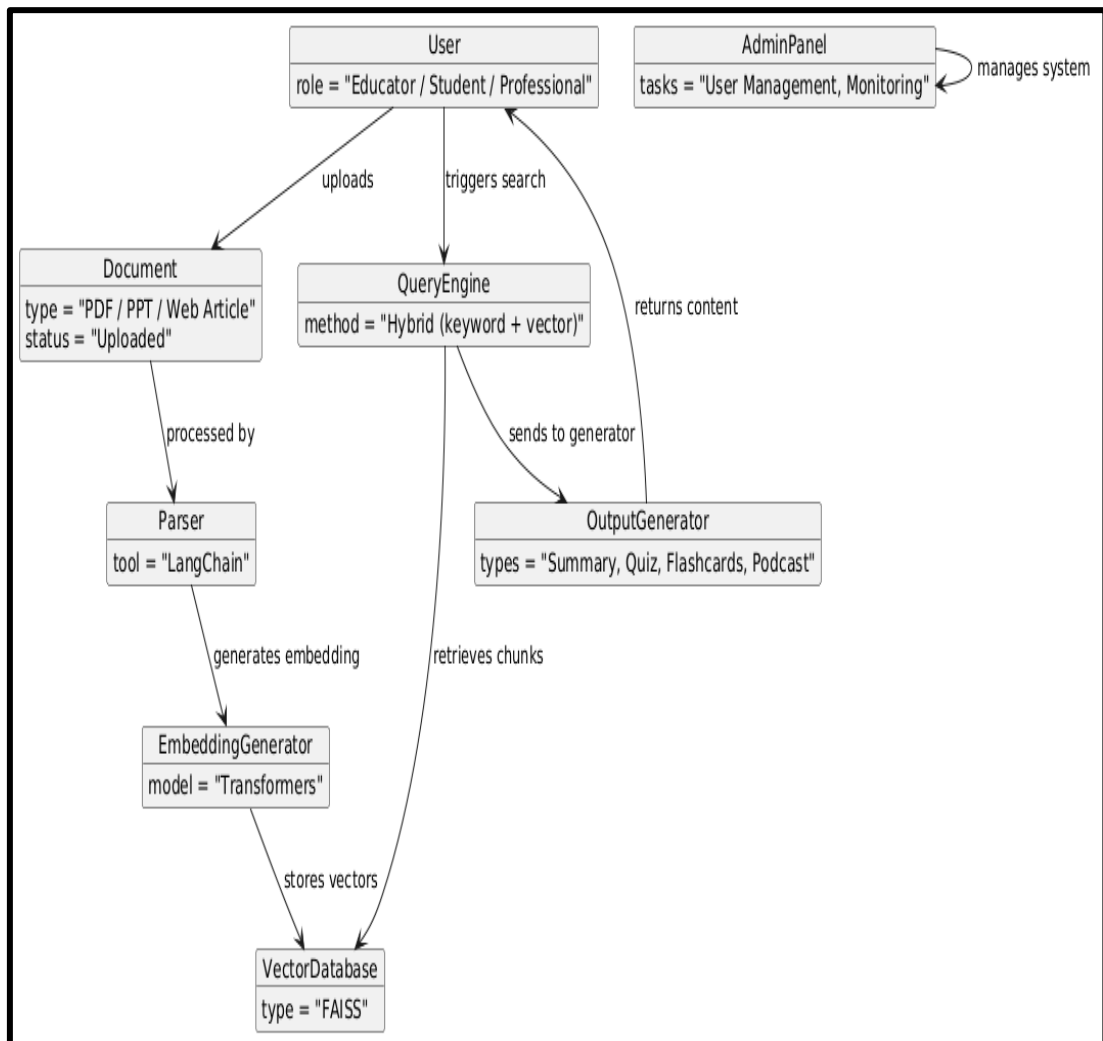 User
role = "Educator / Student / Professional"
AdminPanel
tasks = "User Management, Monitoring"
manages system
uploads
triggers search
Document
type = "PDF / PPT / Web Article"
status = "Uploaded"
QueryEngine
method = "Hybrid (keyword + vector)"
returns content
processed by
sends to generator
Parser
tool = "LangChain"
OutputGenerator
types = "Summary, Quiz, Flashcards, Podcast"
generates embedding
retrieves chunks
EmbeddingGenerator
model = "Transformers"
stores vectors
VectorDatabase
type = "FAISS"